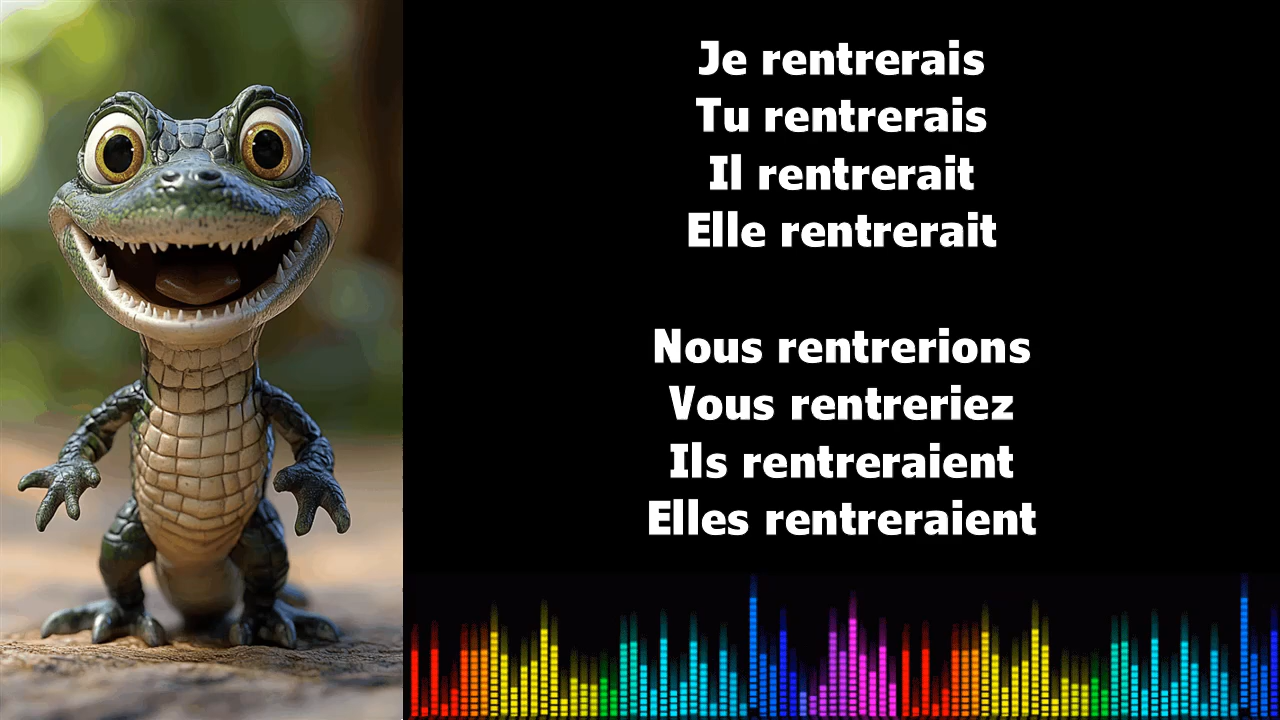 Je rentrerais
Tu rentrerais
Il rentrerait
Elle rentrerait
Nous rentrerions
Vous rentreriez
Ils rentreraient
Elles rentreraient